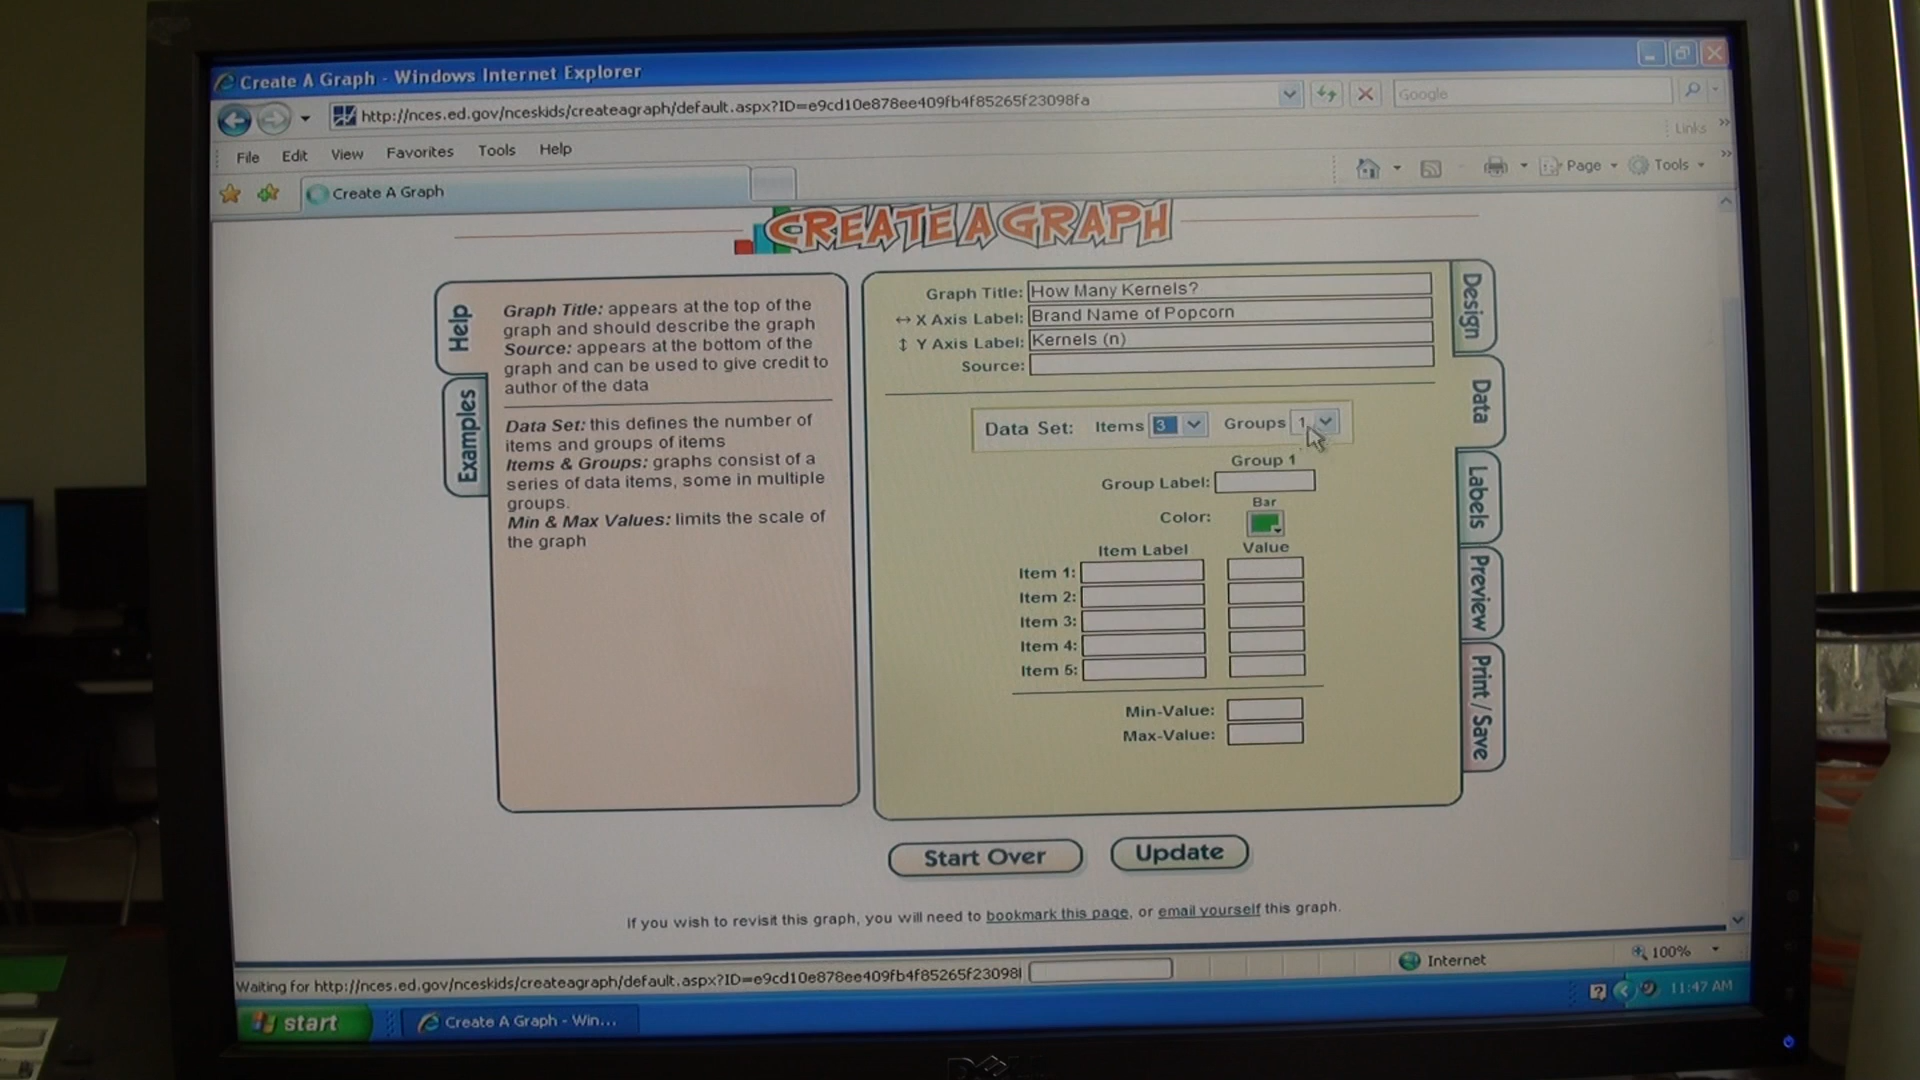 Create A Graph - Windows Internet Explorer
http://nces.ed.gov/nceskids/createagraph/default.aspx?ID=e9cd10e878ee409fb4f85265f23098fa
Google
Links
File Edit View Favorites Tools Help
Create A Graph
Page Tools
CREATE A GRAPH
Help
Examples
Graph Title: appears at the top of the
graph and should describe the graph
Source: appears at the bottom of the
graph and can be used to give credit to
author of the data
Data Set: this defines the number of
items and groups of items
Items & Groups: graphs consist of a
series of data items, some in multiple
groups.
Min & Max Values: limits the scale of
the graph
Graph Title: How Many Kernels?
X Axis Label: Brand Name of Popcorn
Y Axis Label: Kernels (n)
Source:
Data Set: Items 3 Groups 1
Group 1
Group Label:
Bar
Color:
Item Label Value
Item 1:
Item 2:
Item 3:
Item 4:
Item 5:
Min-Value:
Max-Value:
Design
Data
Labels
Preview
Print / Save
Start Over Update
If you wish to revisit this graph, you will need to bookmark this page, or email yourself this graph.
Waiting for http://nces.ed.gov/nceskids/createagraph/default.aspx?ID=e9cd10e878ee409fb4f85265f23098
Internet 100%
start Create A Graph - Win... 11:47 AM
DELL